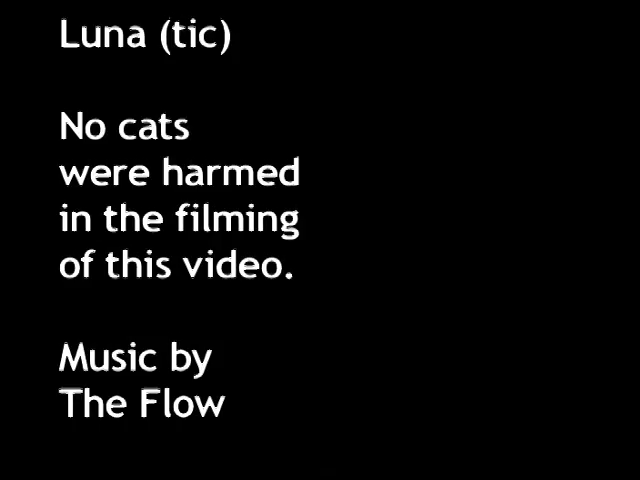 Luna (tic)
No cats
were harmed
in the filming
of this video.
Music by
The Flow